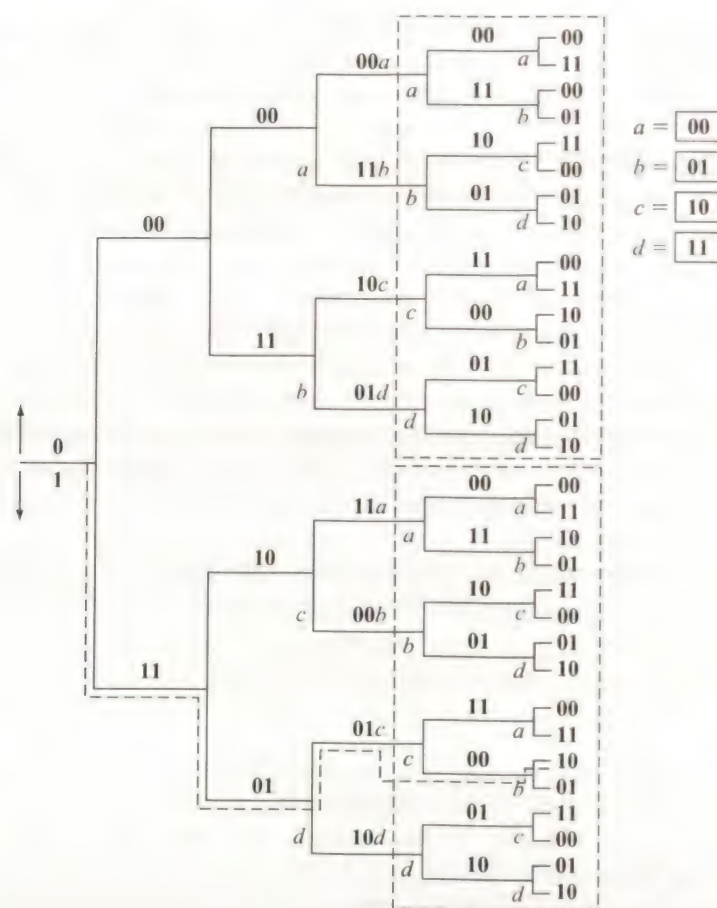 00 00
00a a 11
a 11 00
00 b 01
a = 00
10 11
a 11b c 00
b = 01
b 01 01
c = 10
00 d 10
d = 11
11 00
10c a 11
c 00 10
11 b 01
01 11
b 01d c 00
d 10 01
0 d 10
1
00 00
11a a 11
a 11 10
10 b 01
10 11
c 00b c 00
b 01 01
11 d 10
11 00
01c a 11
c 00 10
01 b 01
01 11
d 10d c 00
d 10 01
d 10